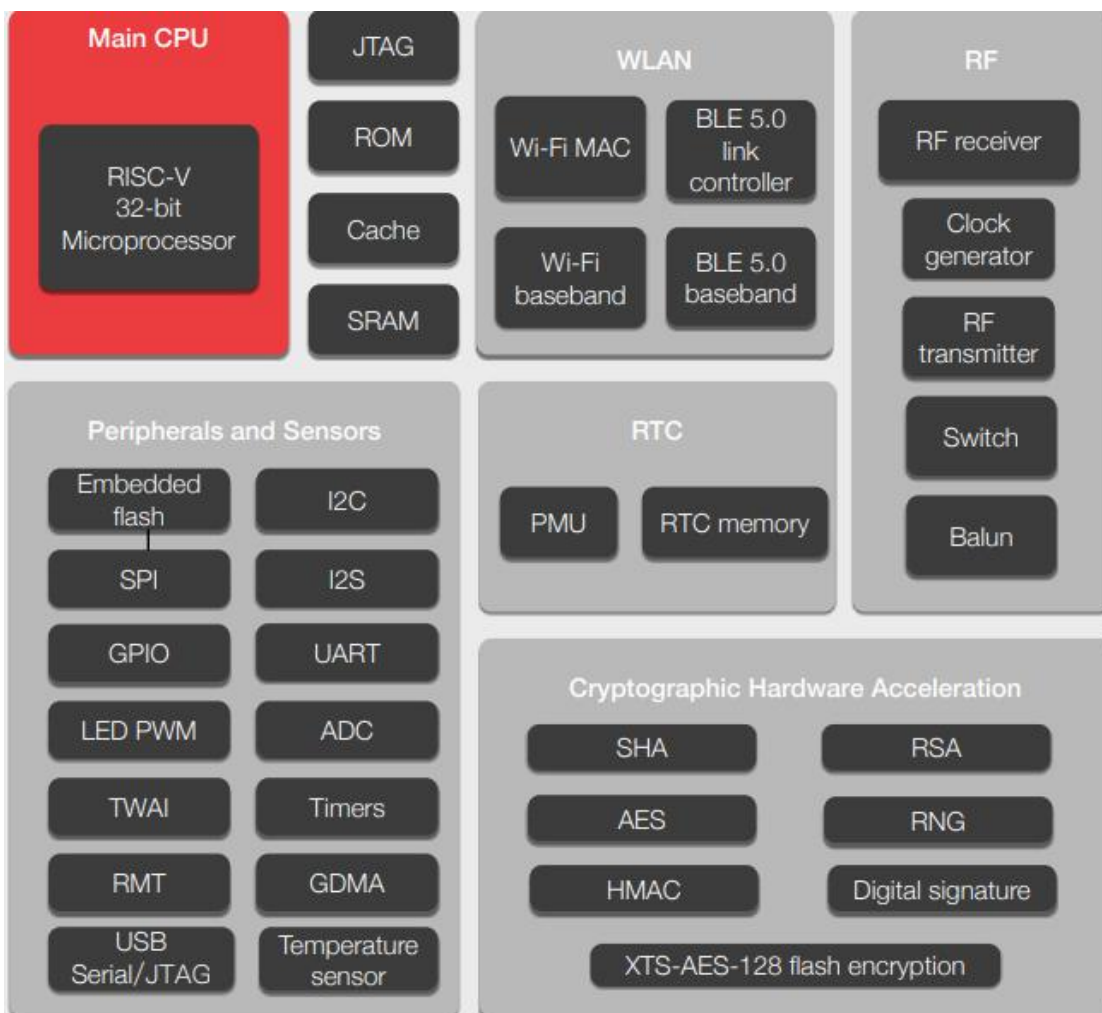 Main CPU
RISC-V
32-bit
Microprocessor
JTAG
ROM
Cache
SRAM
WLAN
Wi-Fi MAC
BLE 5.0
link
controller
Wi-Fi
baseband
BLE 5.0
baseband
RF
RF receiver
Clock
generator
RF
transmitter
Switch
Balun
Peripherals and Sensors
Embedded
flash
I2C
SPI
I2S
GPIO
UART
LED PWM
ADC
TWAI
Timers
RMT
GDMA
USB
Serial/JTAG
Temperature
sensor
RTC
PMU
RTC memory
Cryptographic Hardware Acceleration
SHA
RSA
AES
RNG
HMAC
Digital signature
XTS-AES-128 flash encryption